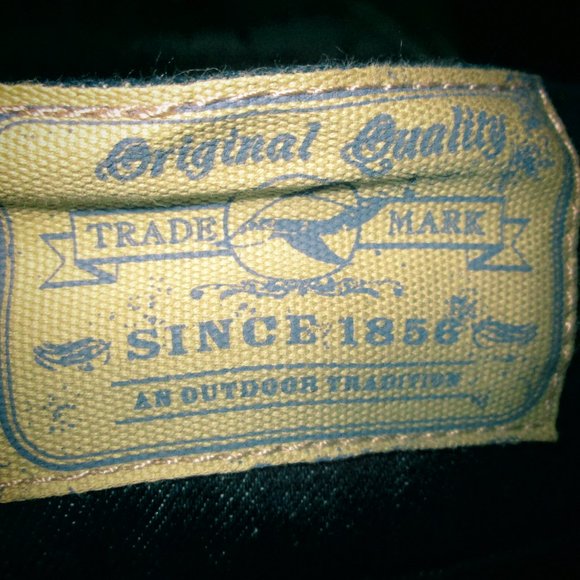 Original Quality
TRADE MARK
SINCE 1856
AN OUTDOOR TRADITION